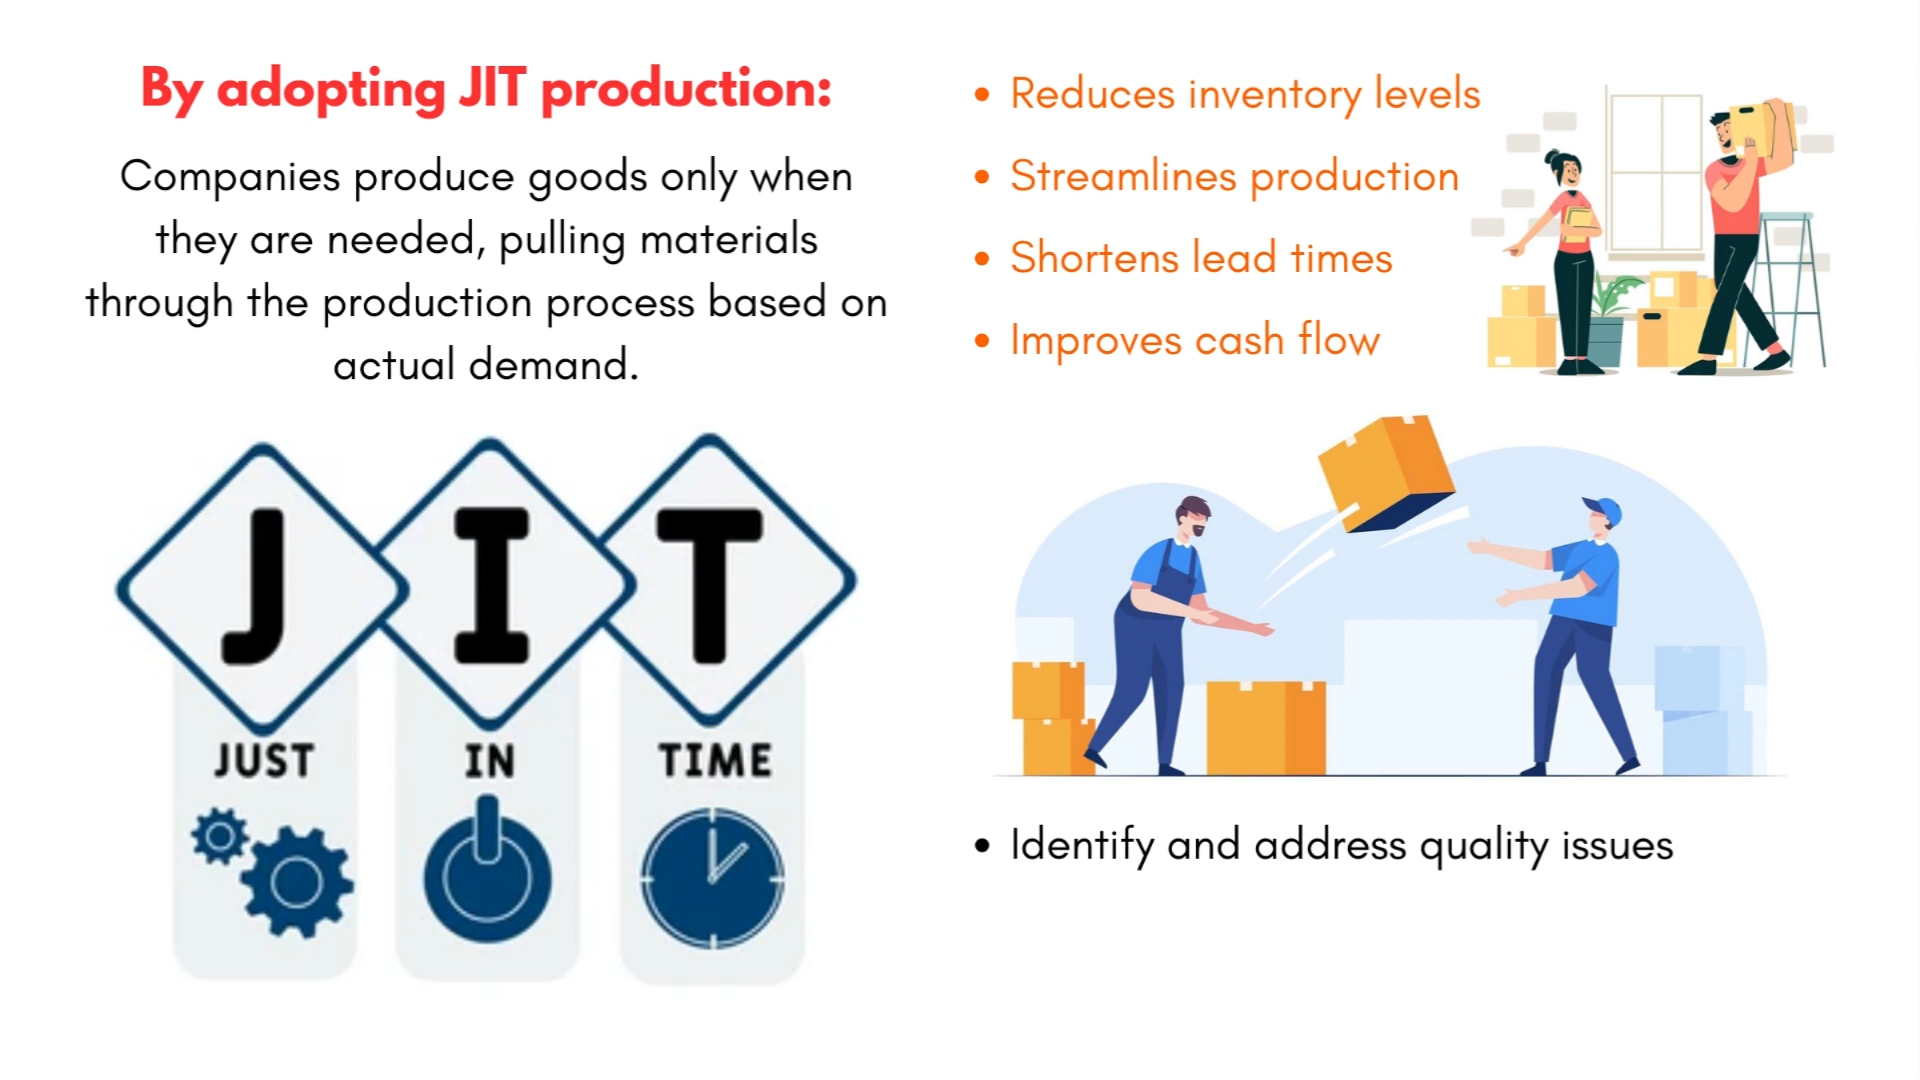 By adopting JIT production:
Companies produce goods only when
they are needed, pulling materials
through the production process based on
actual demand.
J I T
JUST IN TIME
• Reduces inventory levels
• Streamlines production
• Shortens lead times
• Improves cash flow
• Identify and address quality issues